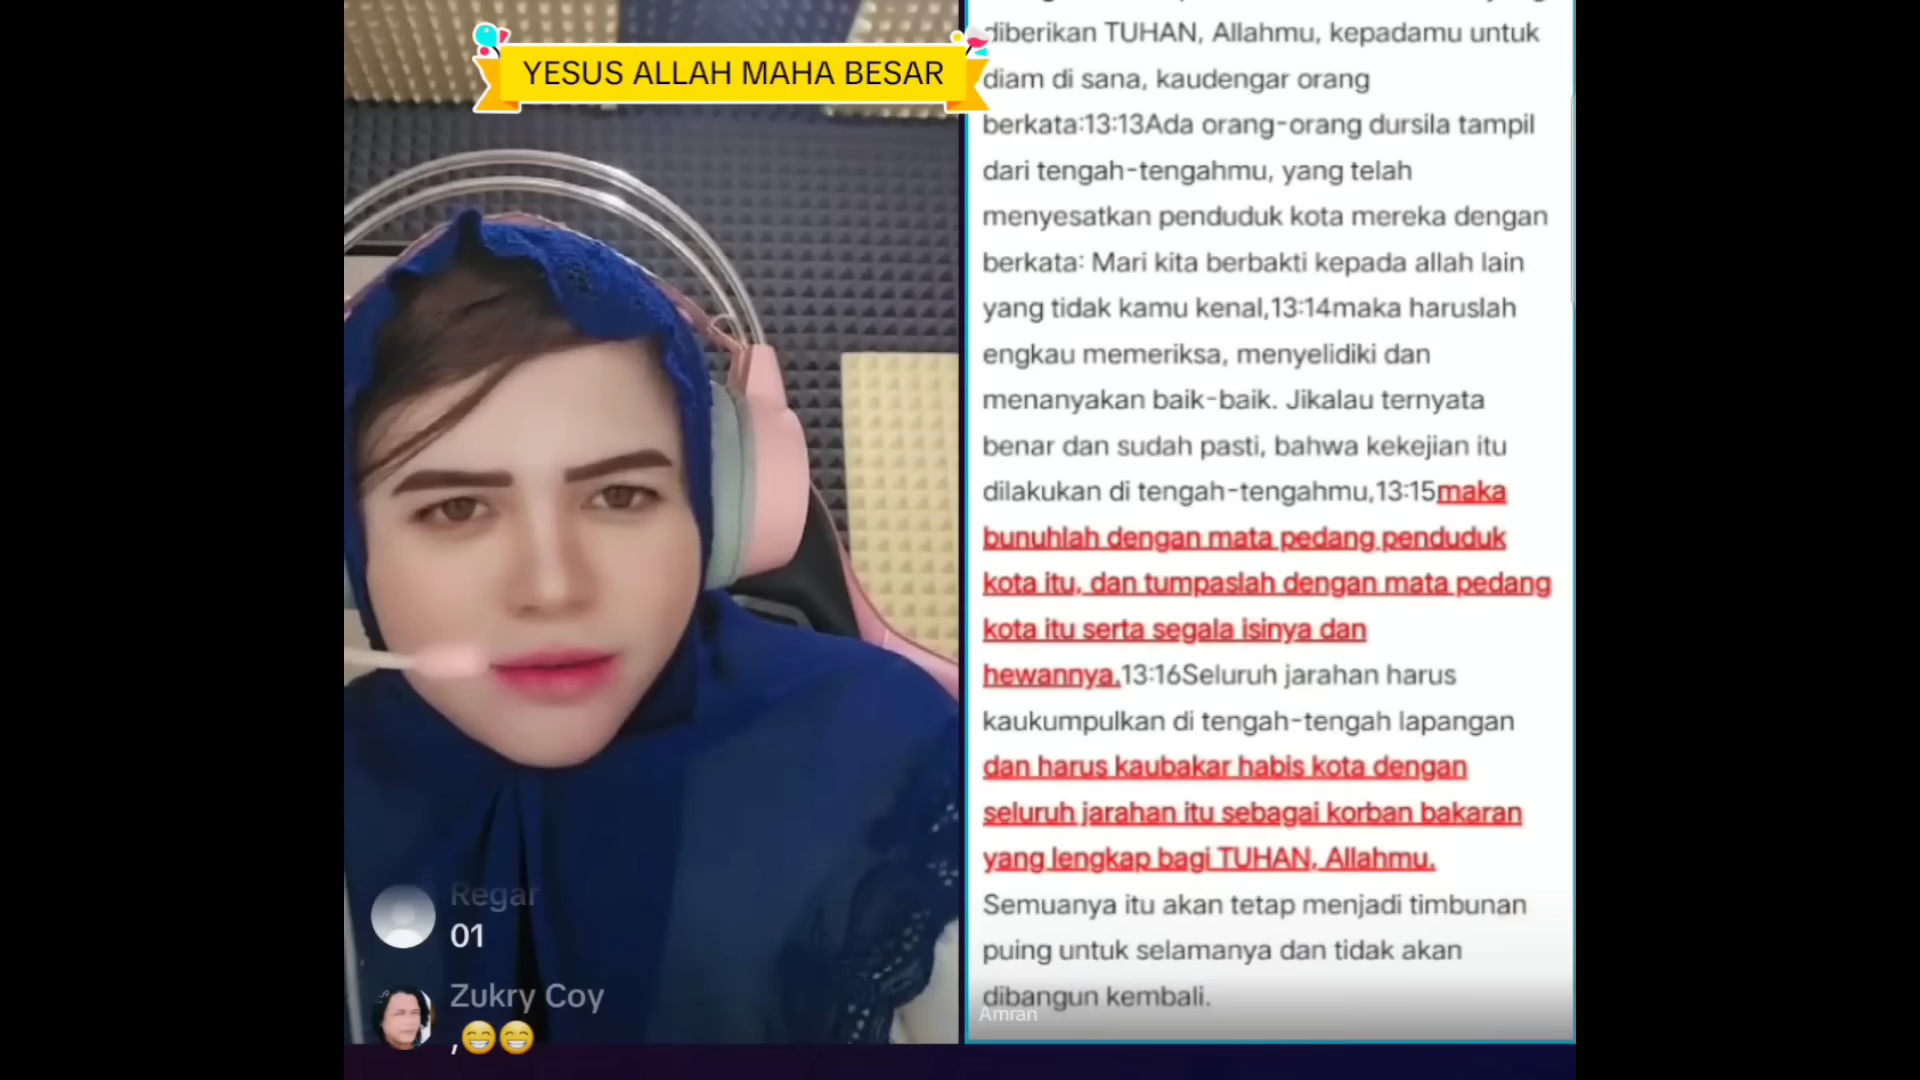 YESUS ALLAH MAHA BESAR
diberikan TUHAN, Allahmu, kepadamu untuk
diam di sana, kaudengar orang
berkata:13:13Ada orang-orang dursila tampil
dari tengah-tengahmu, yang telah
menyesatkan penduduk kota mereka dengan
berkata: Mari kita berbakti kepada allah lain
yang tidak kamu kenal,13:14maka haruslah
engkau memeriksa, menyelidiki dan
menanyakan baik-baik. Jikalau ternyata
benar dan sudah pasti, bahwa kekejian itu
dilakukan di tengah-tengahmu,13:15maka
bunuhlah dengan mata pedang penduduk
kota itu, dan tumpaslah dengan mata pedang
kota itu serta segala isinya dan
hewannya.13:16Seluruh jarahan harus
kaukumpulkan di tengah-tengah lapangan
dan harus kaubakar habis kota dengan
seluruh jarahan itu sebagai korban bakaran
yang lengkap bagi TUHAN, Allahmu.
Semuanya itu akan tetap menjadi timbunan
puing untuk selamanya dan tidak akan
dibangun kembali.
Amran
Regar
01
Zukry Coy
,😁😁